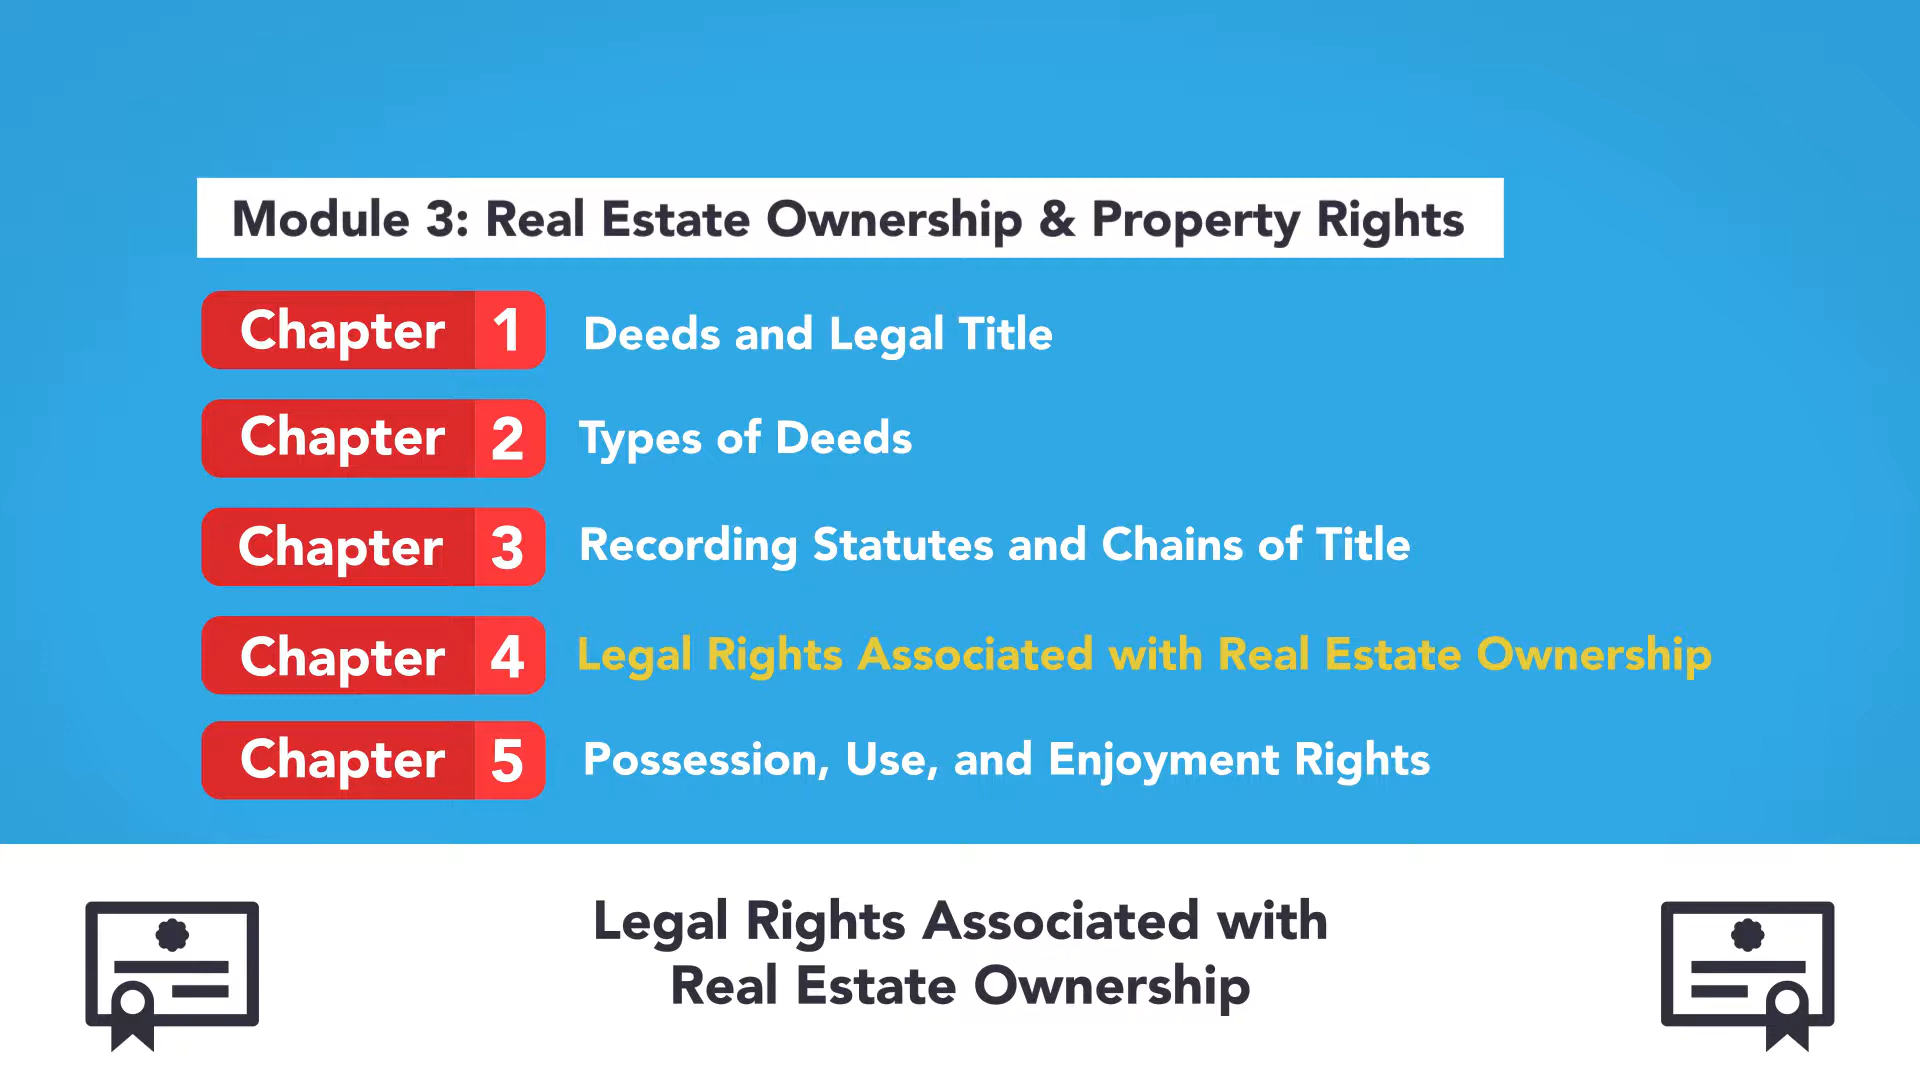 Module 3: Real Estate Ownership & Property Rights
Chapter 1 Deeds and Legal Title
Chapter 2 Types of Deeds
Chapter 3 Recording Statutes and Chains of Title
Chapter 4 Legal Rights Associated with Real Estate Ownership
Chapter 5 Possession, Use, and Enjoyment Rights
Legal Rights Associated with
Real Estate Ownership